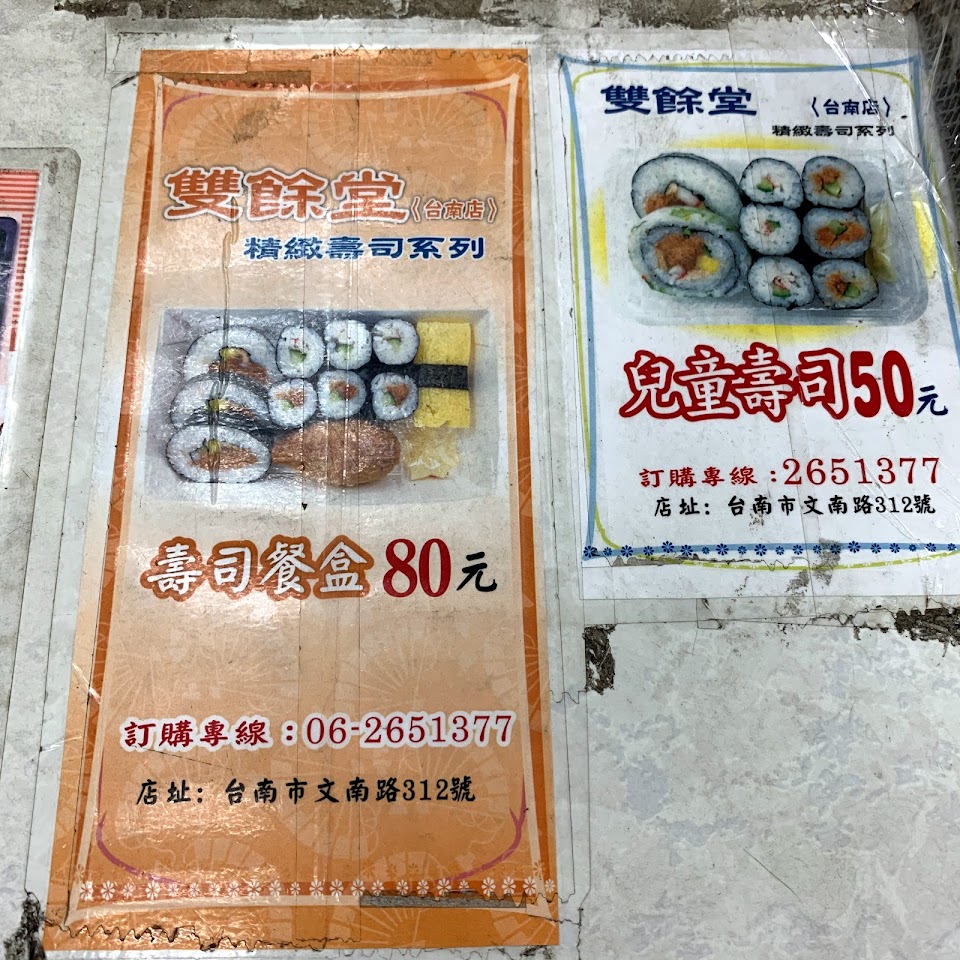 雙餘堂〈台南店〉
精緻壽司系列
壽司餐盒 80元
訂購專線：06-2651377
店址: 台南市文南路312號
雙餘堂 〈台南店〉
精緻壽司系列
兒童壽司50元
訂購專線：2651377
店址: 台南市文南路312號